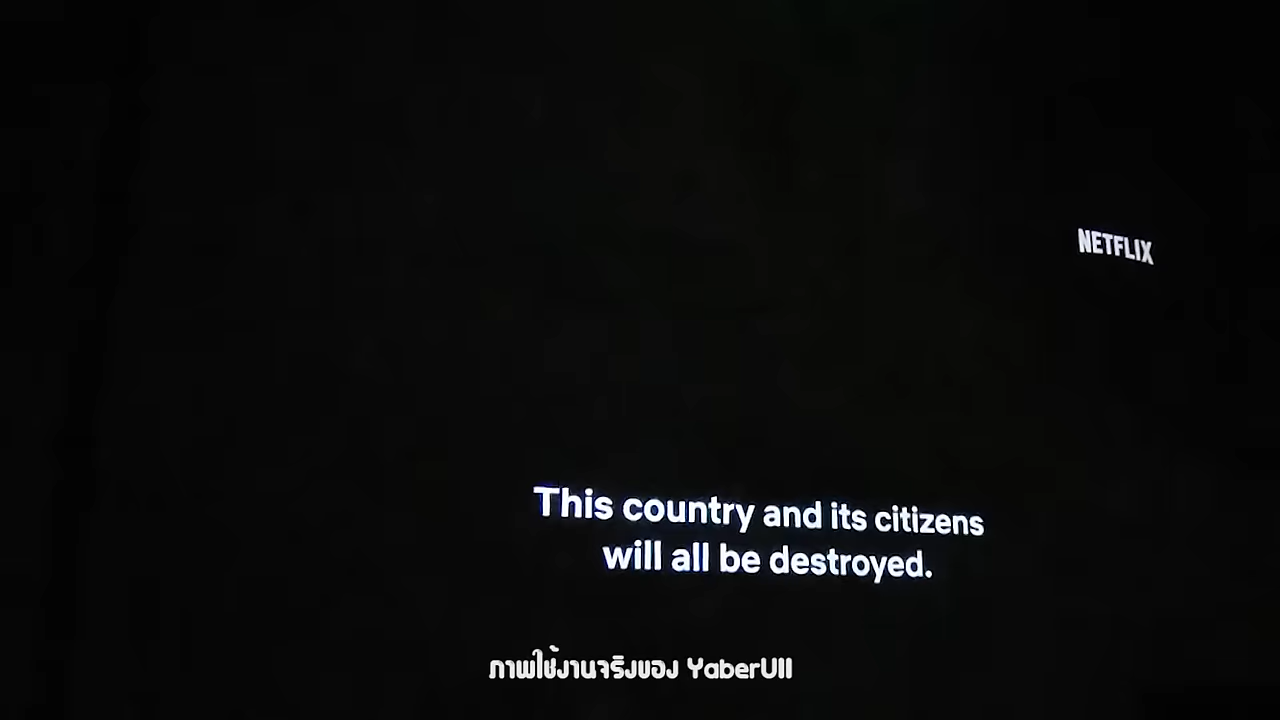 NETFLIX
This country and its citizens
will all be destroyed.
ภาพใช้งานจริงของ YaberU11